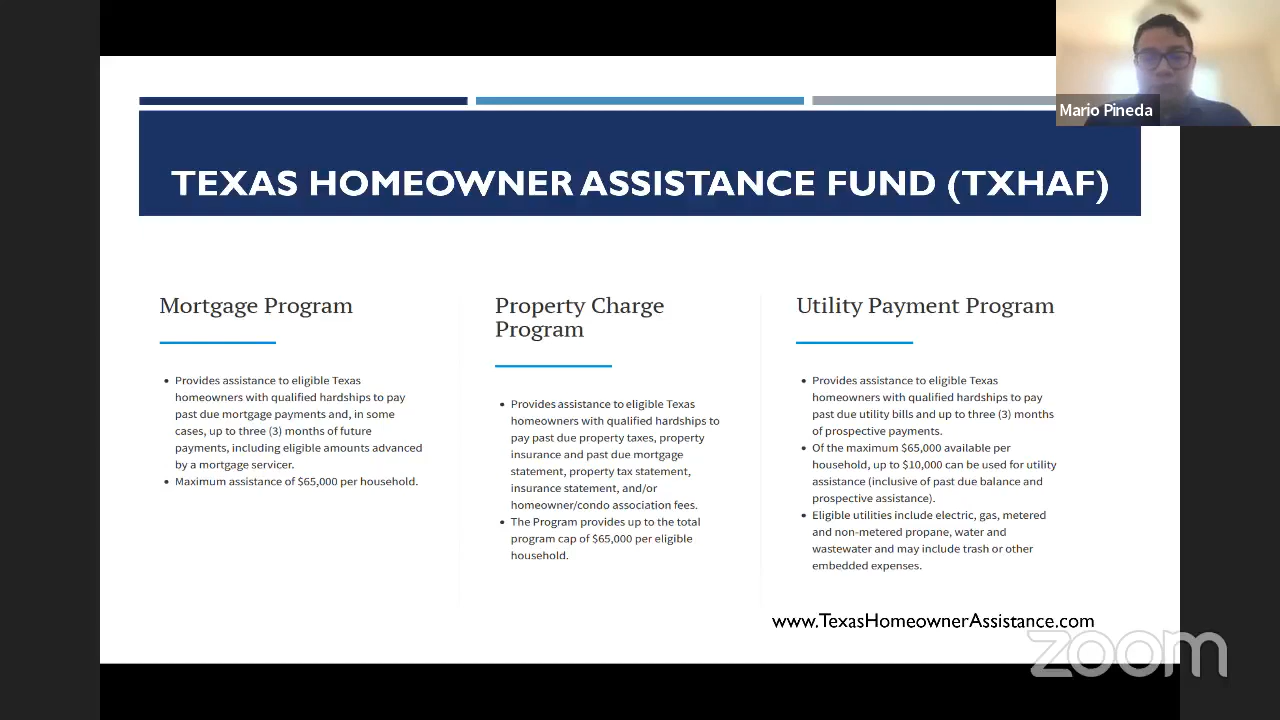 Mario Pineda
TEXAS HOMEOWNER ASSISTANCE FUND (TXHAF)
Mortgage Program
• Provides assistance to eligible Texas
homeowners with qualified hardships to pay
past due mortgage payments and, in some
cases, up to three (3) months of future
payments, including eligible amounts advanced
by a mortgage servicer.
• Maximum assistance of $65,000 per household.
Property Charge
Program
• Provides assistance to eligible Texas
homeowners with qualified hardships to
pay past due property taxes, property
insurance and past due mortgage
statement, property tax statement,
insurance statement, and/or
homeowner/condo association fees.
• The Program provides up to the total
program cap of $65,000 per eligible
household.
Utility Payment Program
• Provides assistance to eligible Texas
homeowners with qualified hardships to pay
past due utility bills and up to three (3) months
of prospective payments.
• Of the maximum $65,000 available per
household, up to $10,000 can be used for utility
assistance (inclusive of past due balance and
prospective assistance).
• Eligible utilities include electric, gas, metered
and non-metered propane, water and
wastewater and may include trash or other
embedded expenses.
www.TexasHomeownerAssistance.com
zoom